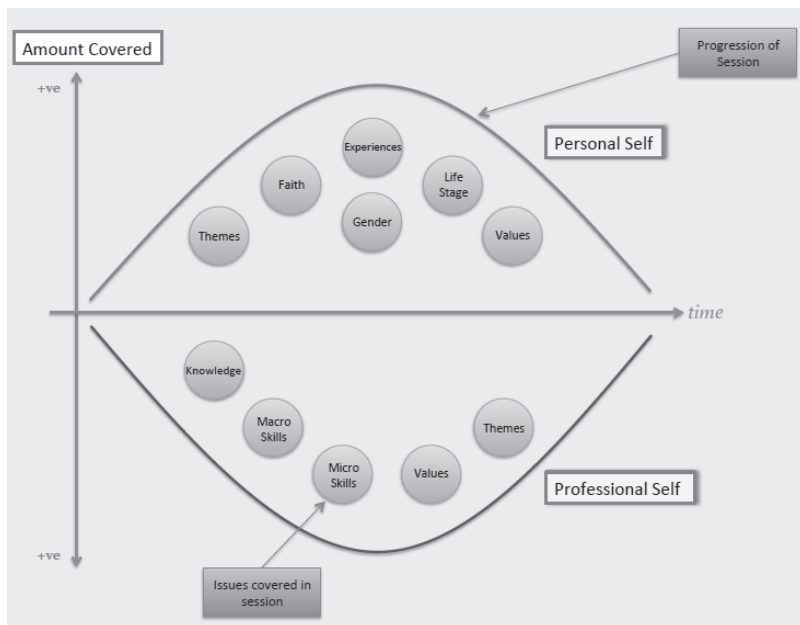 Amount Covered
Progression of
Session
+ve
Personal Self
Experiences
Faith
Life
Stage
Gender
Themes
Values
time
Knowledge
Macro
Skills
Themes
Micro
Skills
Values
Professional Self
+ve
Issues covered in
session